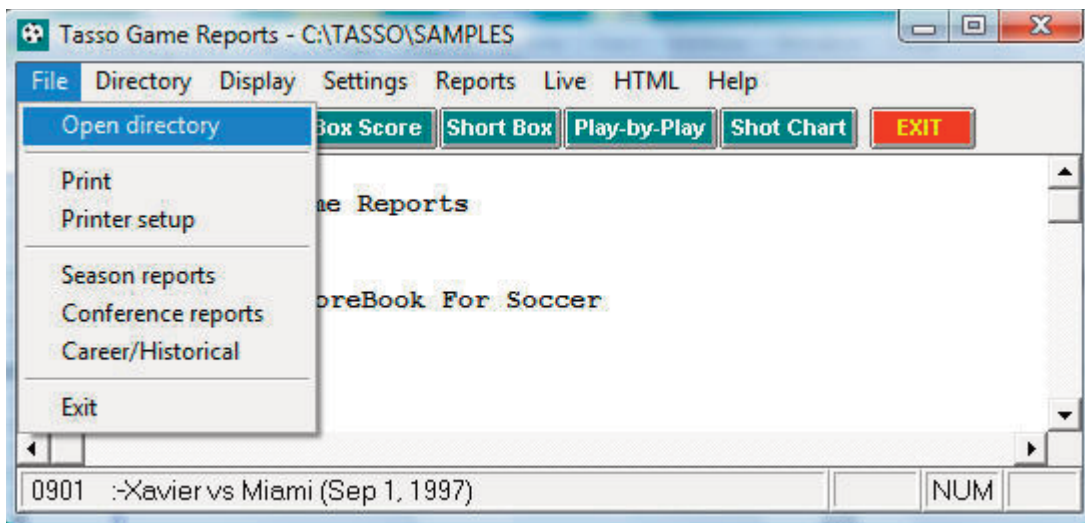 Tasso Game Reports - C:\TASSO\SAMPLES
File Directory Display Settings Reports Live HTML Help
Open directory
Box Score Short Box Play-by-Play Shot Chart EXIT
Print
Printer setup
me Reports
Season reports
Conference reports
oreBook For Soccer
Career/Historical
Exit
0901 :-Xavier vs Miami (Sep 1, 1997) NUM